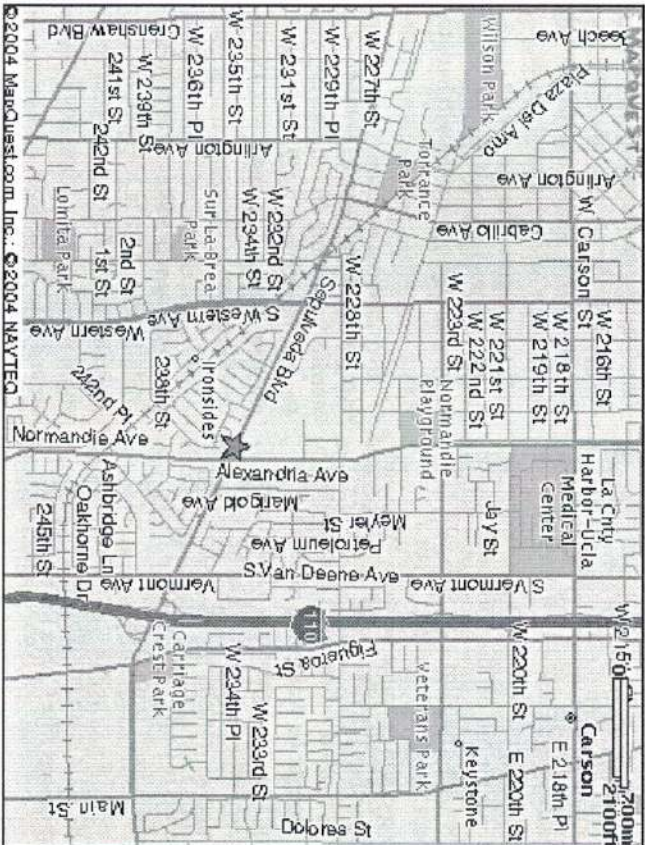 MAPQUEST
700m
2100ft
Beech Ave
Plaza Del Amo
Wilson Park
Crenshaw Blvd
Arlington Ave
Torrance
Park
Cabrillo Ave
W Carson St
W 216th St
W 218th St
W 219th St
W 221st St
W 222nd St
W 223rd St
W 227th St
W 229th Pl
W 231st St
W 235th St
W 236th Pl
W 239th St
241st St
242nd St
Arlington Ave
W 228th St
Sepulveda Blvd
W 232nd St
W 234th St
Sur La-Brea
Park
Lomita Park
2nd St
1st St
S Western Ave
Western Ave
Ironsides
238th St
242nd Pl
Normandie Ave
Normandie
Playground
La Cnty
Harbor-Ucla
Medical
Center
Jay St
Alexandria Ave
Marigold Ave
Meyler St
Petroleum Ave
S Van Deene Ave
S Vermont Ave
Vermont Ave
Ashbridge Ln
Oakhorne Dr
245th St
110
Figueroa St
Carriage
Crest Park
W 234th Pl
W 233rd St
Veterans Park
W 220th St
E 220th St
Keystone
E 218th Pl
Carson
Main St
Dolores St
©2004 MapQuest.com, Inc.; ©2004 NAVTEQ